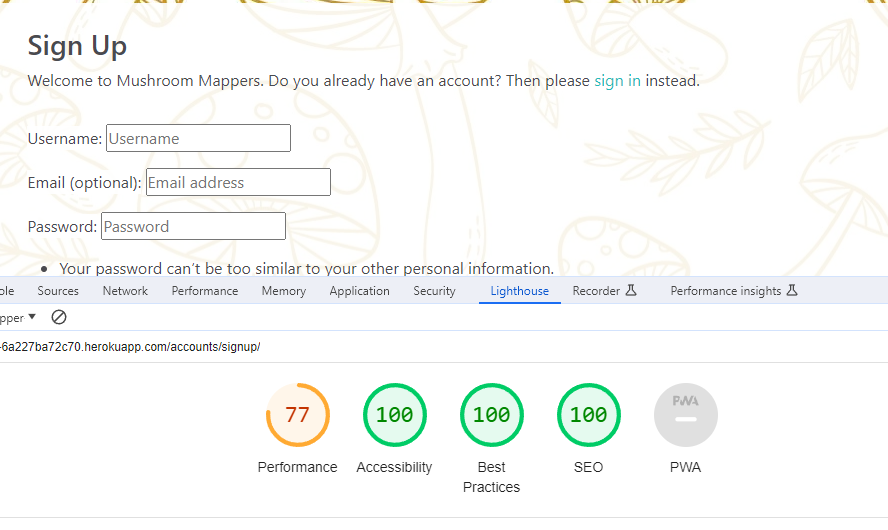 Sign Up
Welcome to Mushroom Mappers. Do you already have an account? Then please sign in instead.
Username: Username
Email (optional): Email address
Password: Password
• Your password can't be too similar to your other personal information.
ole Sources Network Performance Memory Application Security Lighthouse Recorder Performance insights
pper
-6a227ba72c70.herokuapp.com/accounts/signup/
77 100 100 100 PWA
Performance Accessibility Best Practices SEO PWA